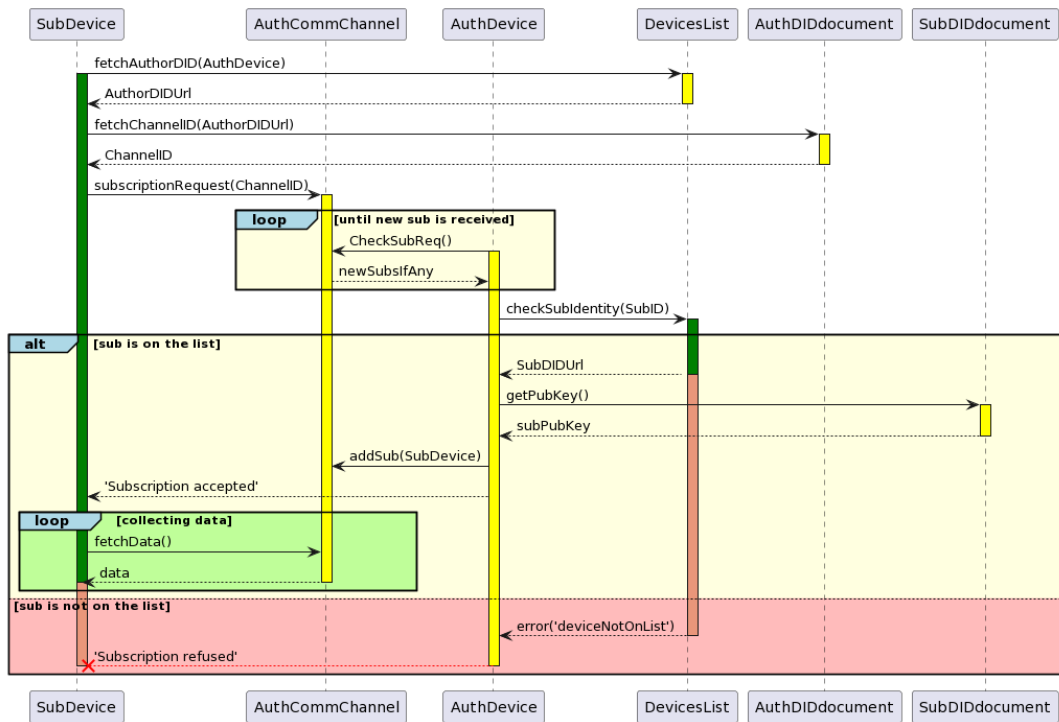 SubDevice AuthCommChannel AuthDevice DevicesList AuthDIDdocument SubDIDdocument
fetchAuthorDID(AuthDevice)
AuthorDIDUrl
fetchChannelID(AuthorDIDUrl)
ChannelID
subscriptionRequest(ChannelID)
loop [until new sub is received]
CheckSubReq()
newSubsIfAny
checkSubIdentity(SubID)
alt [sub is on the list]
SubDIDUrl
getPubKey()
subPubKey
addSub(SubDevice)
'Subscription accepted'
loop [collecting data]
fetchData()
data
[sub is not on the list]
error('deviceNotOnList')
'Subscription refused'
SubDevice AuthCommChannel AuthDevice DevicesList AuthDIDdocument SubDIDdocument